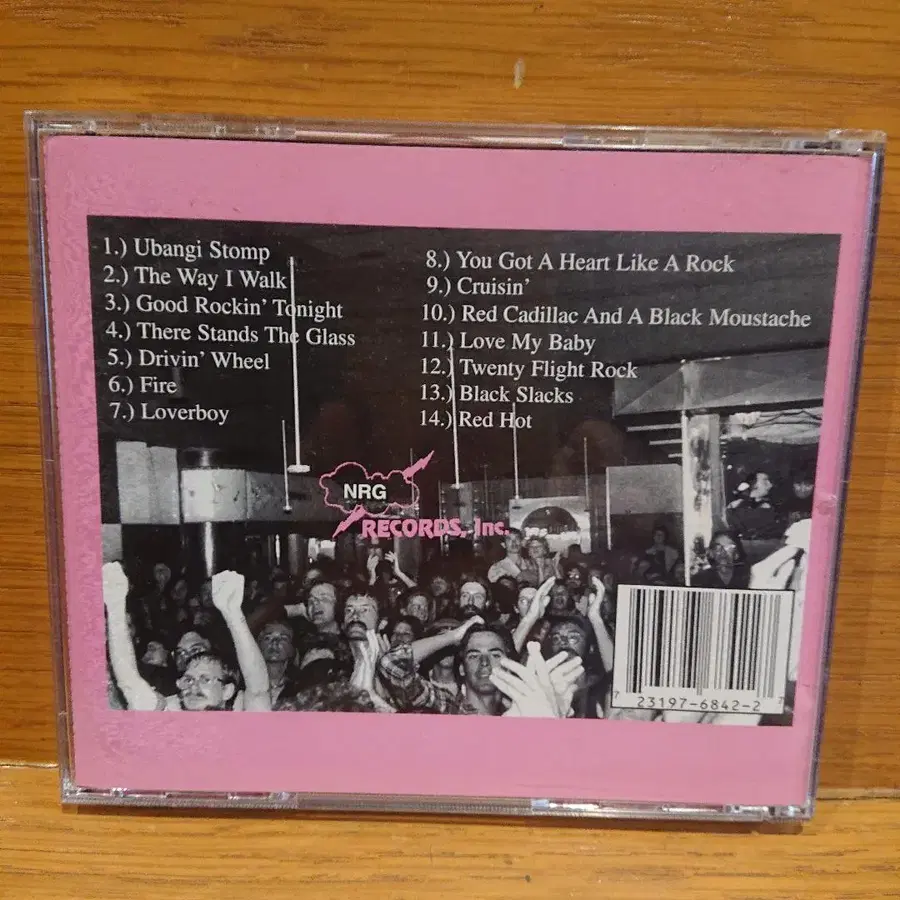 1.) Ubangi Stomp
2.) The Way I Walk
3.) Good Rockin' Tonight
4.) There Stands The Glass
5.) Drivin' Wheel
6.) Fire
7.) Loverboy
8.) You Got A Heart Like A Rock
9.) Cruisin'
10.) Red Cadillac And A Black Moustache
11.) Love My Baby
12.) Twenty Flight Rock
13.) Black Slacks
14.) Red Hot
NRG
RECORDS, Inc.
7 23197-6842-2 7